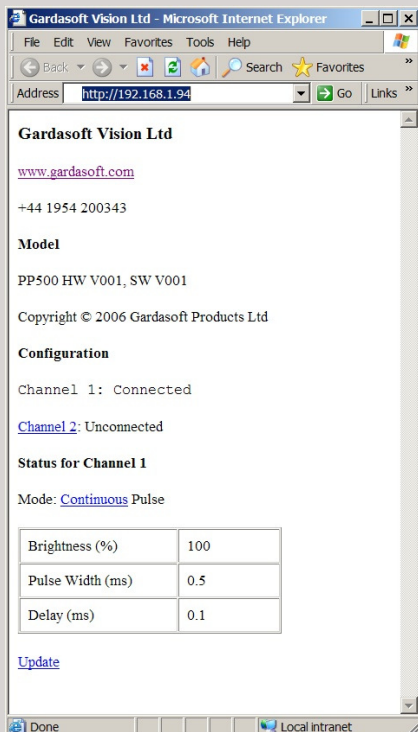 Gardasoft Vision Ltd - Microsoft Internet Explorer
File Edit View Favorites Tools Help
Back Search Favorites »
Address http://192.168.1.94 Go Links »
Gardasoft Vision Ltd
www.gardasoft.com
+44 1954 200343
Model
PP500 HW V001, SW V001
Copyright © 2006 Gardasoft Products Ltd
Configuration
Channel 1: Connected
Channel 2: Unconnected
Status for Channel 1
Mode: Continuous Pulse
Brightness (%) 100
Pulse Width (ms) 0.5
Delay (ms) 0.1
Update
Done Local intranet